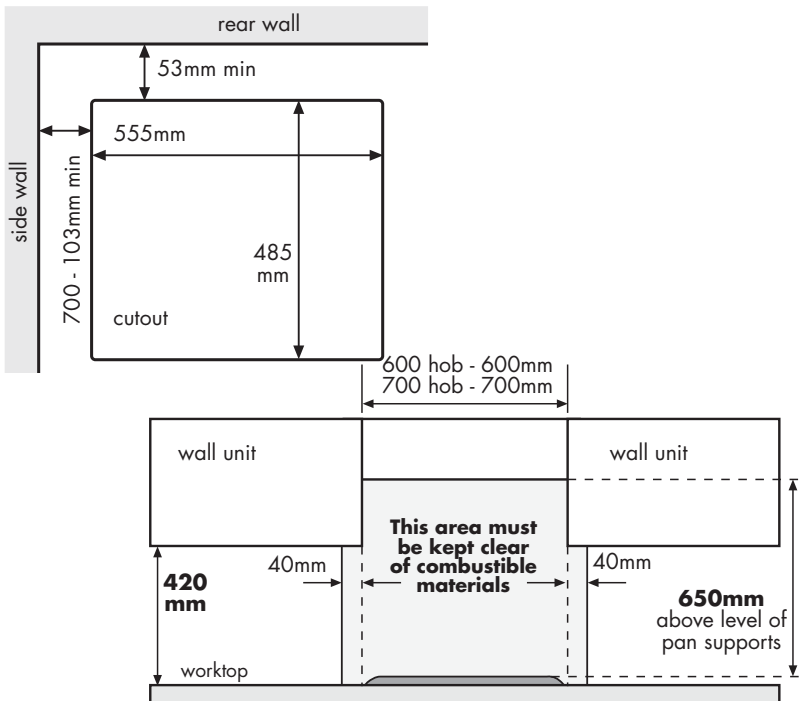 rear wall
53mm min
555mm
side wall
700 - 103mm min
485
mm
cutout
600 hob - 600mm
700 hob - 700mm
wall unit
wall unit
This area must
be kept clear
of combustible
materials
40mm
40mm
420
mm
650mm
above level of
pan supports
worktop